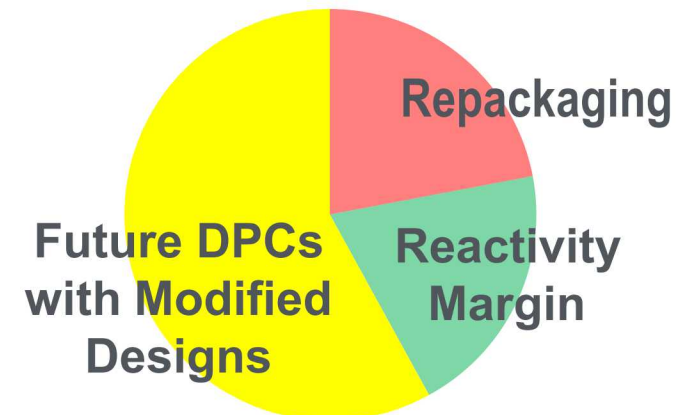 Repackaging
Future DPCs
with Modified
Designs
Reactivity
Margin